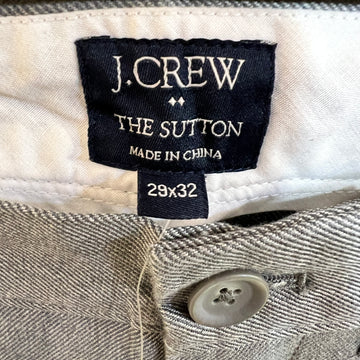 J.CREW
THE SUTTON
MADE IN CHINA
29x32